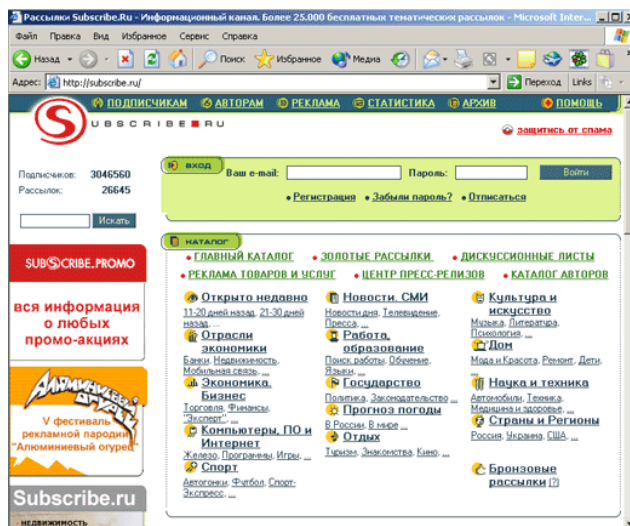 Рассылки Subscribe.Ru - Информационный канал. Более 25.000 бесплатных тематических рассылок - Microsoft Inter...
Файл Правка Вид Избранное Сервис Справка
Назад Поиск Избранное Медиа
Адрес: http://subscribe.ru/ Переход Links
ПОДПИСЧИКАМ АВТОРАМ РЕКЛАМА СТАТИСТИКА АРХИВ ПОМОЩЬ
SUBSCRIBE RU
защитись от спама
вход
Ваш e-mail: Пароль: Войти
Подписчиков: 3046560
Рассылок: 26645
Регистрация Забыли пароль? Отписаться
Искать
каталог
ГЛАВНЫЙ КАТАЛОГ ЗОЛОТЫЕ РАССЫЛКИ ДИСКУССИОННЫЕ ЛИСТЫ
РЕКЛАМА ТОВАРОВ И УСЛУГ ЦЕНТР ПРЕСС-РЕЛИЗОВ КАТАЛОГ АВТОРОВ
SUBSCRIBE.PROMO
вся информация
о любых
промо-акциях
Алюминиевый огурец
V фестиваль
рекламной пародии
"Алюминиевый огурец"
Subscribe.ru
НЕДВИЖИМОСТЬ
Открыто недавно
11-20 дней назад, 21-30 дней
назад, ...
Отрасли
экономики
Банки, Недвижимость,
Мобильная связь, ...
Экономика.
Бизнес
Торговля, Финансы,
"Эксперт", ...
Компьютеры, ПО и
Интернет
Железо, Программы, Игры, ...
Спорт
Автогонки, Футбол, Спорт-
Экспресс, ...
Новости. СМИ
Новости дня, Телевидение,
Пресса, ...
Работа,
образование
Поиск работы, Обучение,
Языки, ...
Государство
Политика, Законодательство, ...
Прогноз погоды
В России, В мире, ...
Отдых
Туризм, Знакомства, Кино, ...
Культура и
искусство
Музыка, Литература,
Психология, ...
Дом
Мода и Красота, Ремонт, Дети,
...
Наука и техника
Автомобили, Техника,
Медицина и здоровье, ...
Страны и Регионы
Россия, Украина, США, ...
Бронзовые
рассылки [?]